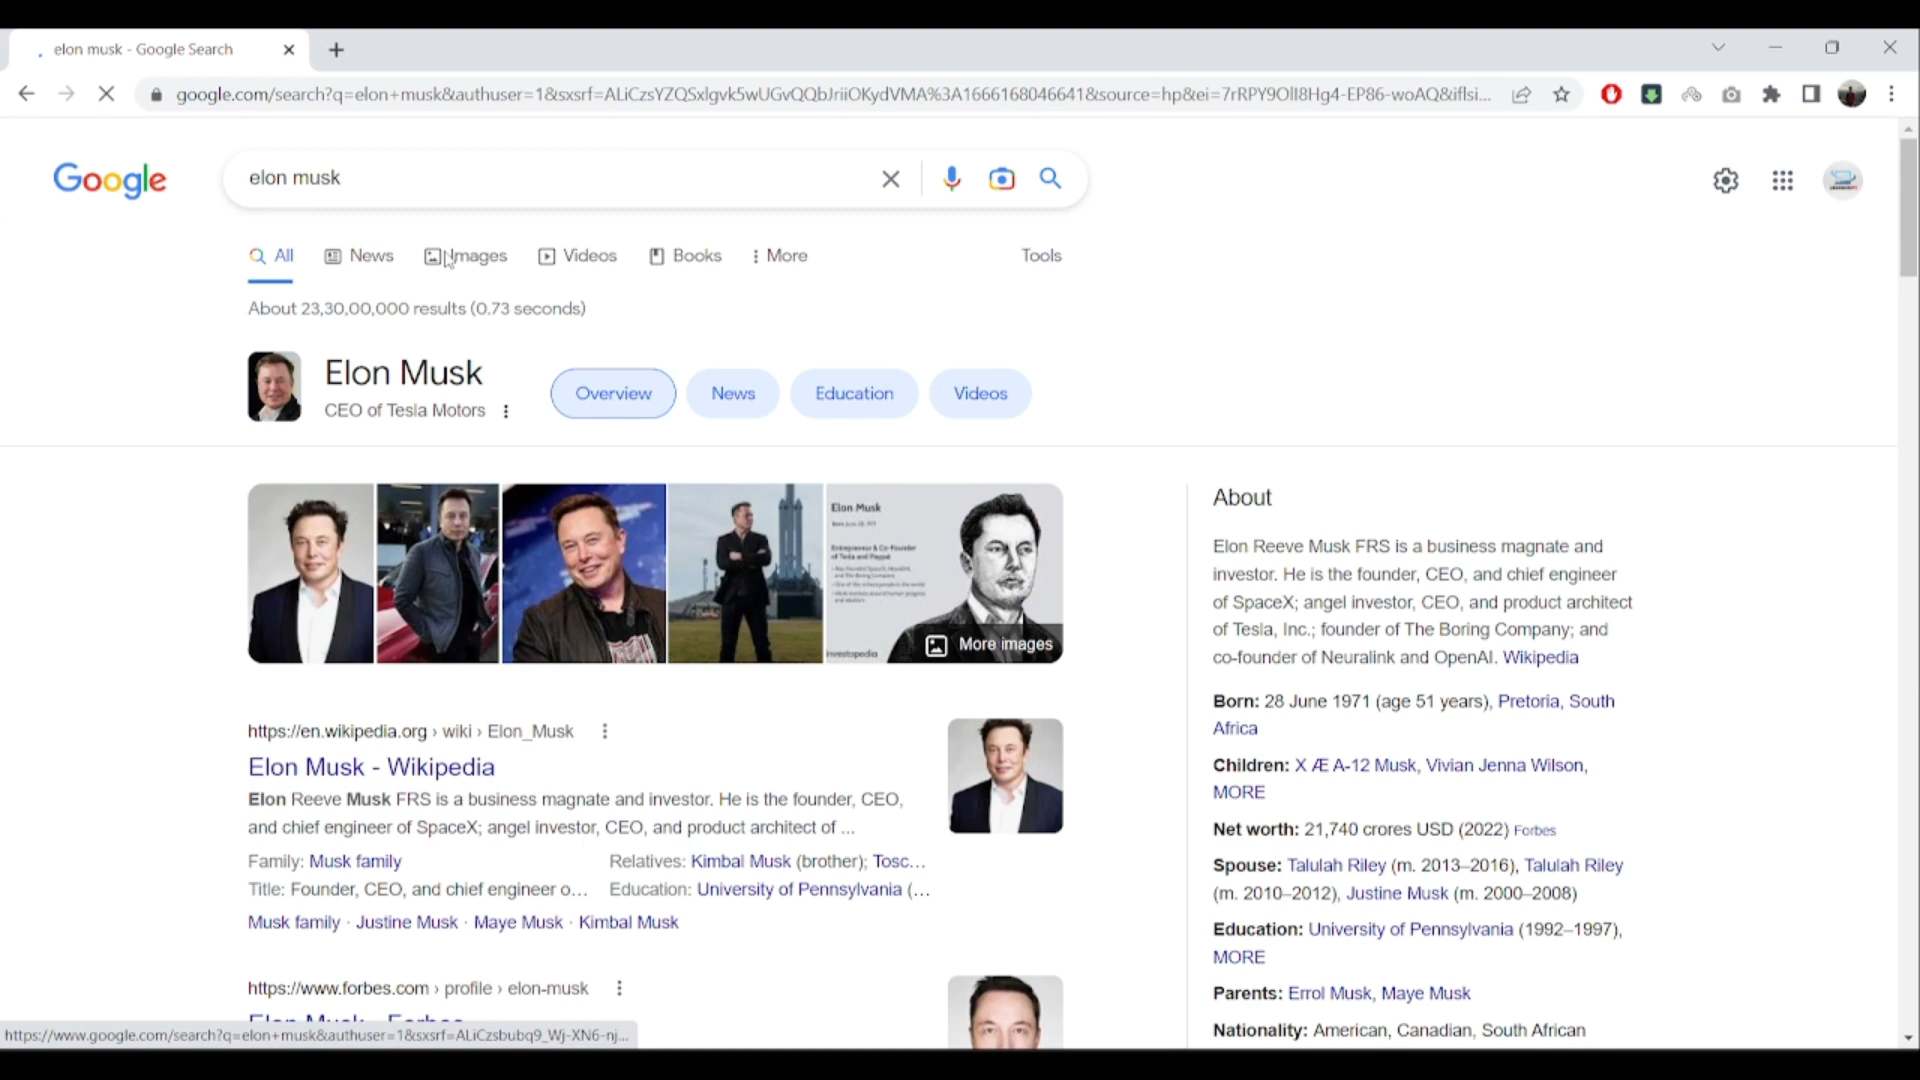 elon musk - Google Search
google.com/search?q=elon+musk&authuser=1&sxsrf=ALiCzsYZQSxlgvk5wUGvQQbJriiOKydVMA%3A1666168046641&source=hp&ei=7rRPY9OlI8Hg4-EP86-woAQ&iflsi...
Google
elon musk
All
News
Images
Videos
Books
More
Tools
About 23,30,00,000 results (0.73 seconds)
Elon Musk
CEO of Tesla Motors
Overview
News
Education
Videos
Elon Musk
Entrepreneur & Co-Founder
of Tesla and Paypal
Investopedia
More images
https://en.wikipedia.org › wiki › Elon_Musk
Elon Musk - Wikipedia
Elon Reeve Musk FRS is a business magnate and investor. He is the founder, CEO,
and chief engineer of SpaceX; angel investor, CEO, and product architect of ...
Family: Musk family
Relatives: Kimbal Musk (brother); Tosc...
Title: Founder, CEO, and chief engineer o...
Education: University of Pennsylvania (...
Musk family · Justine Musk · Maye Musk · Kimbal Musk
https://www.forbes.com › profile › elon-musk
Elon Musk - Forbes
https://www.google.com/search?q=elon+musk&authuser=1&sxsrf=ALiCzsbubq9_Wj-XN6-nj...
About
Elon Reeve Musk FRS is a business magnate and
investor. He is the founder, CEO, and chief engineer
of SpaceX; angel investor, CEO, and product architect
of Tesla, Inc.; founder of The Boring Company; and
co-founder of Neuralink and OpenAI. Wikipedia
Born: 28 June 1971 (age 51 years), Pretoria, South
Africa
Children: X Æ A-12 Musk, Vivian Jenna Wilson,
MORE
Net worth: 21,740 crores USD (2022) Forbes
Spouse: Talulah Riley (m. 2013–2016), Talulah Riley
(m. 2010–2012), Justine Musk (m. 2000–2008)
Education: University of Pennsylvania (1992–1997),
MORE
Parents: Errol Musk, Maye Musk
Nationality: American, Canadian, South African